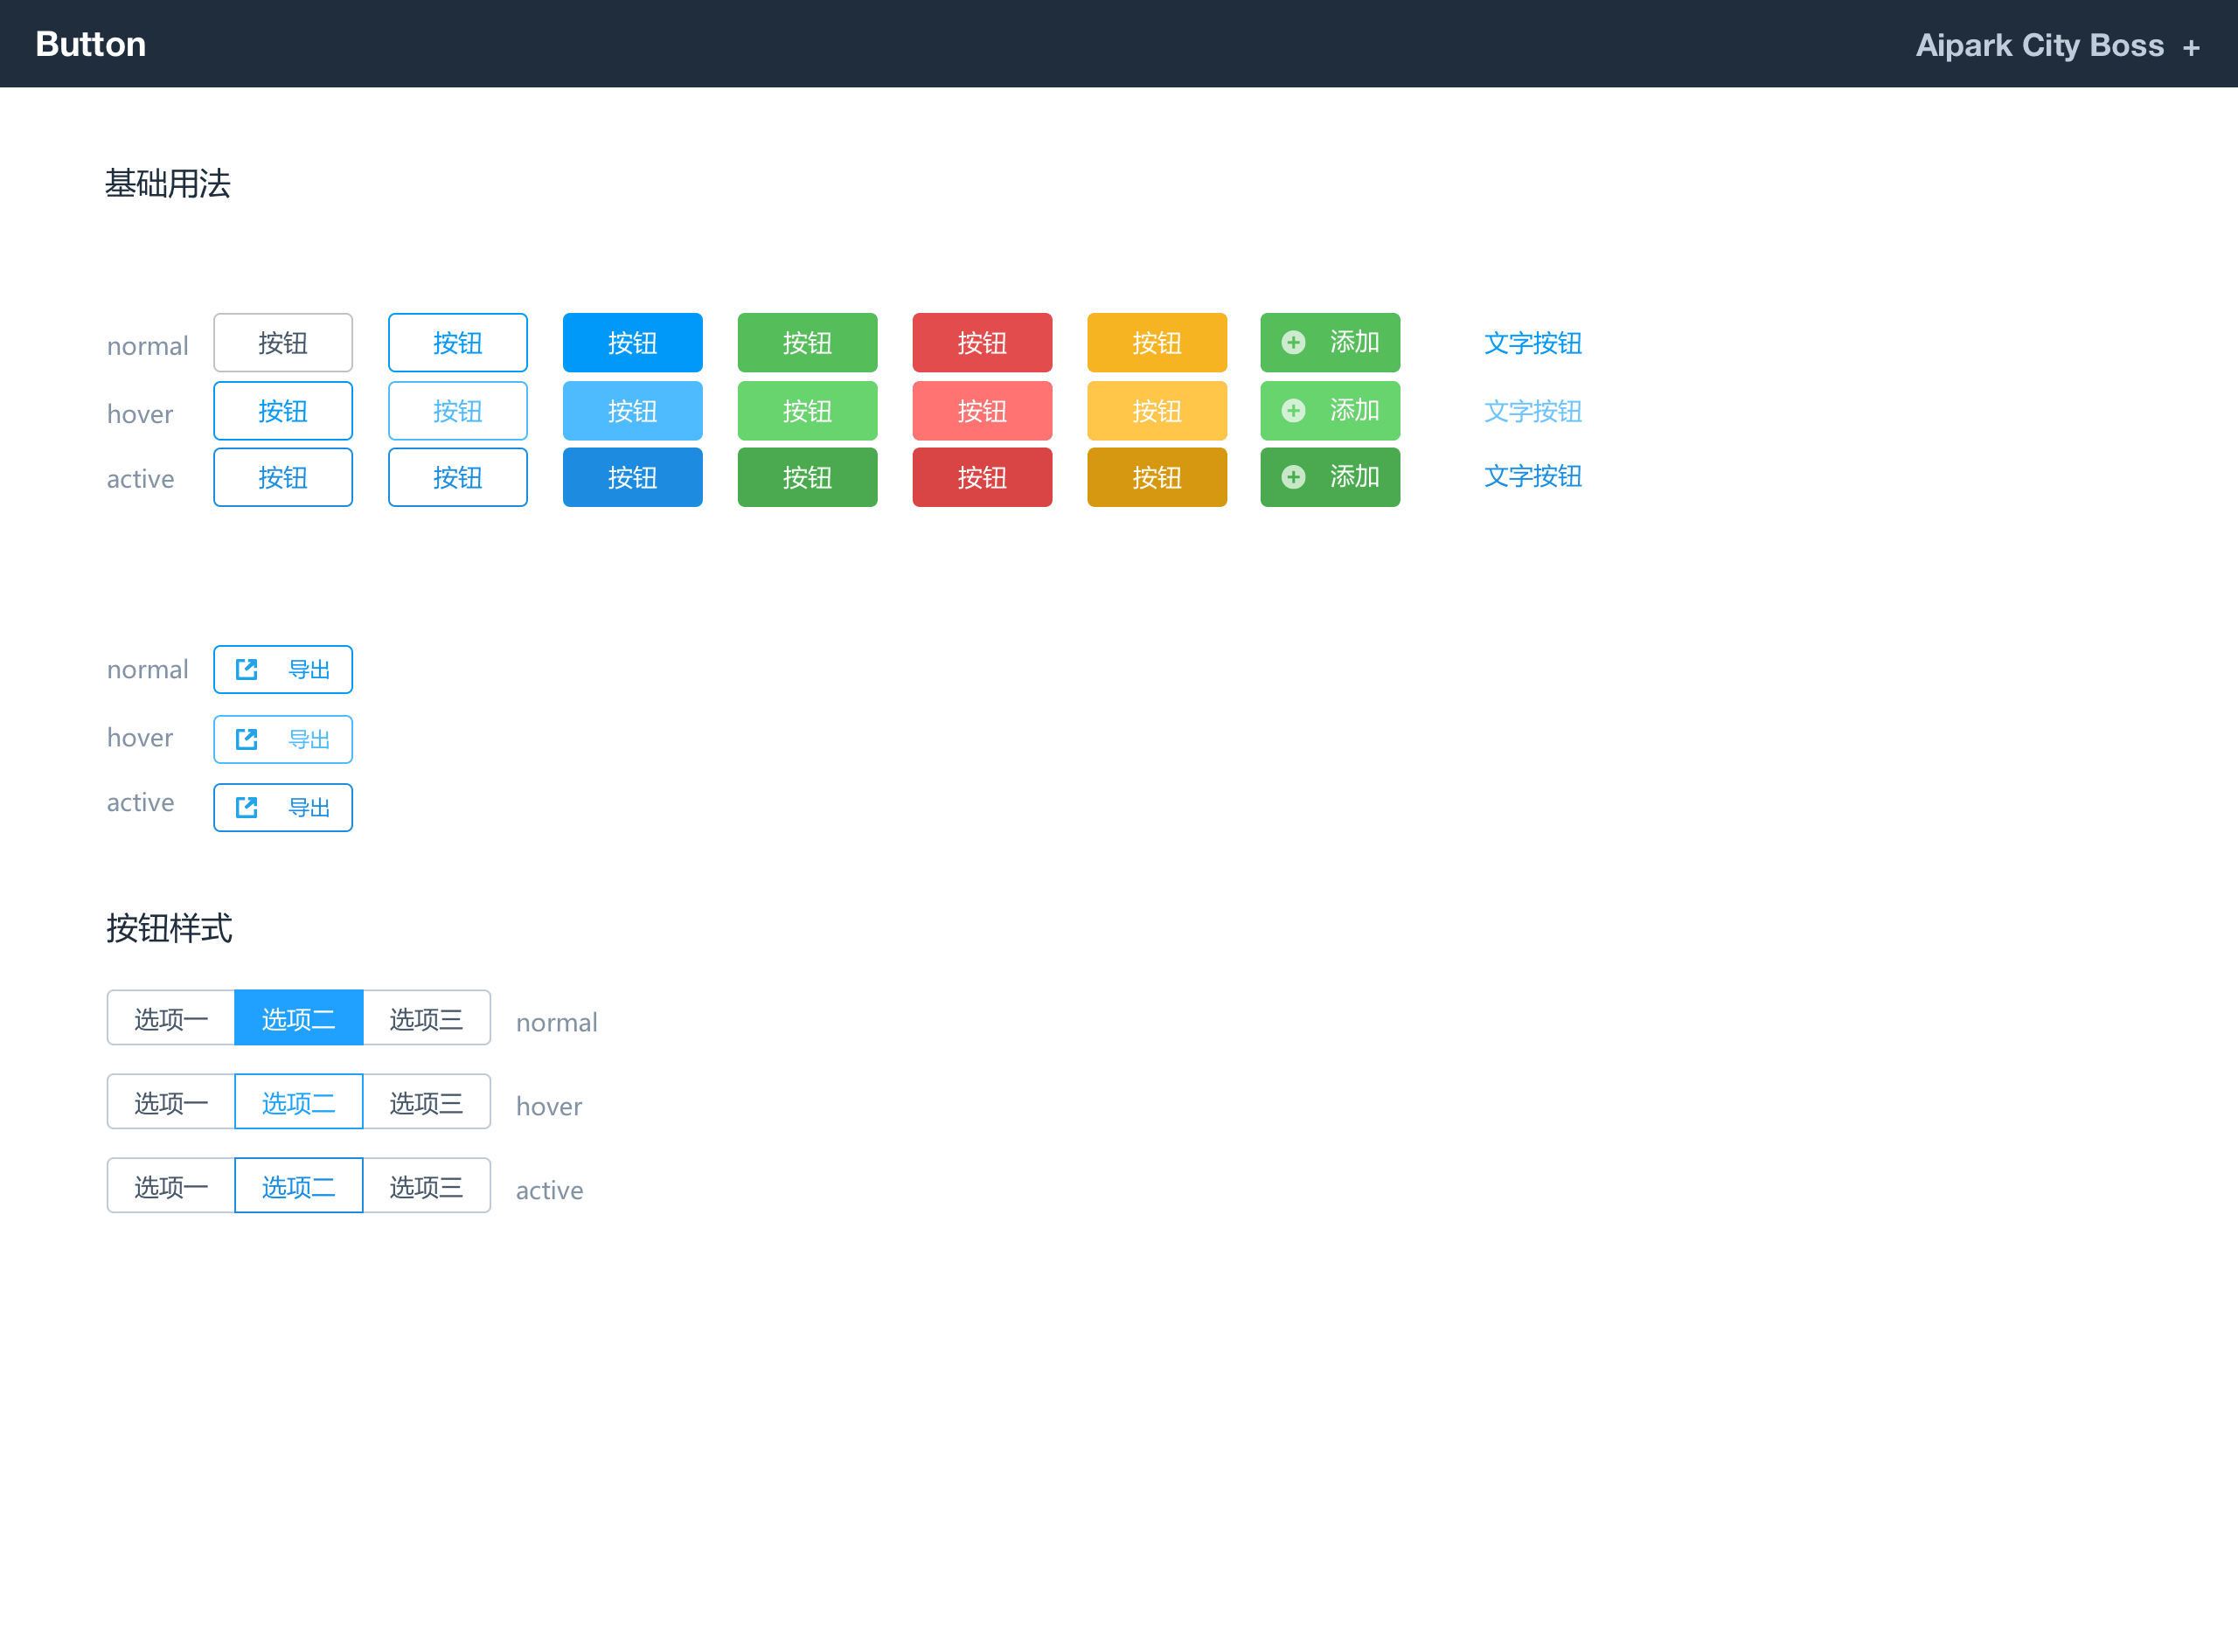 Button Aipark City Boss +
基础用法
normal 按钮 按钮 按钮 按钮 按钮 按钮 添加 文字按钮
hover 按钮 按钮 按钮 按钮 按钮 按钮 添加 文字按钮
active 按钮 按钮 按钮 按钮 按钮 按钮 添加 文字按钮
normal 导出
hover 导出
active 导出
按钮样式
选项一 选项二 选项三 normal
选项一 选项二 选项三 hover
选项一 选项二 选项三 active